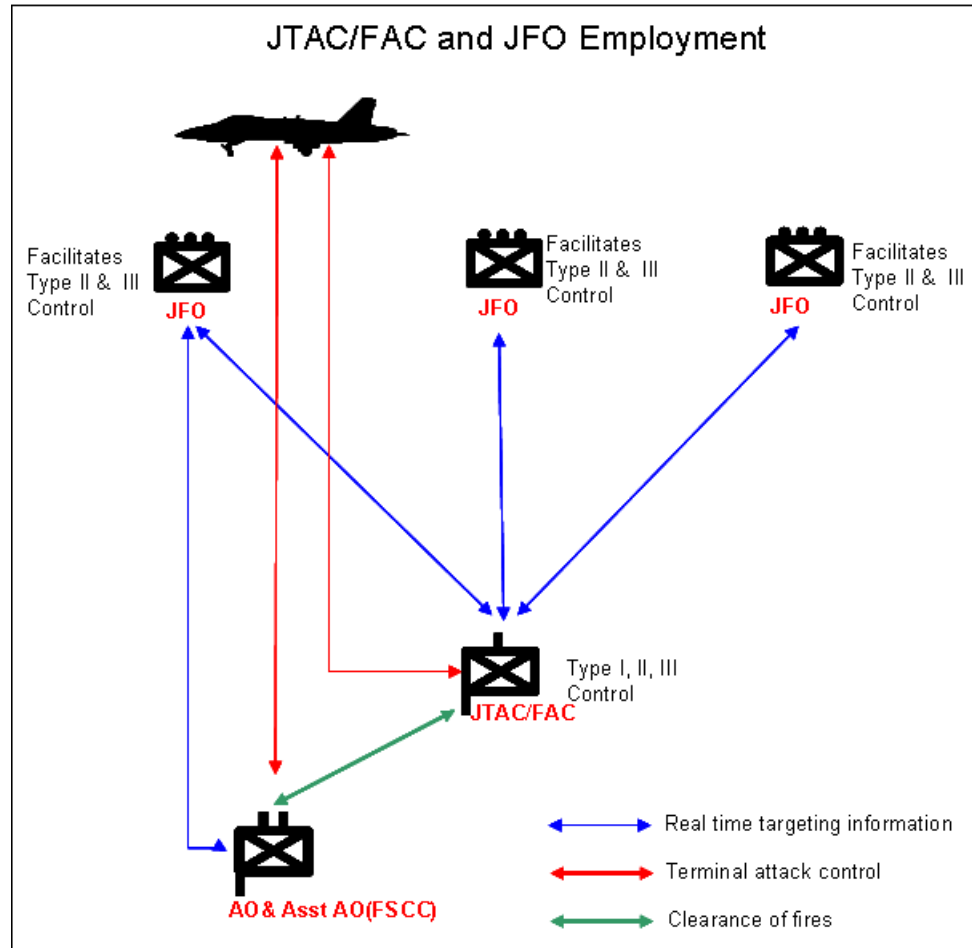 JTAC/FAC and JFO Employment
Facilitates
Type II & III
Control
JFO
Facilitates
Type II & III
Control
JFO
Facilitates
Type II & III
Control
JFO
Type I, II, III
Control
JTAC/FAC
AO & Asst AO(FSCC)
Real time targeting information
Terminal attack control
Clearance of fires